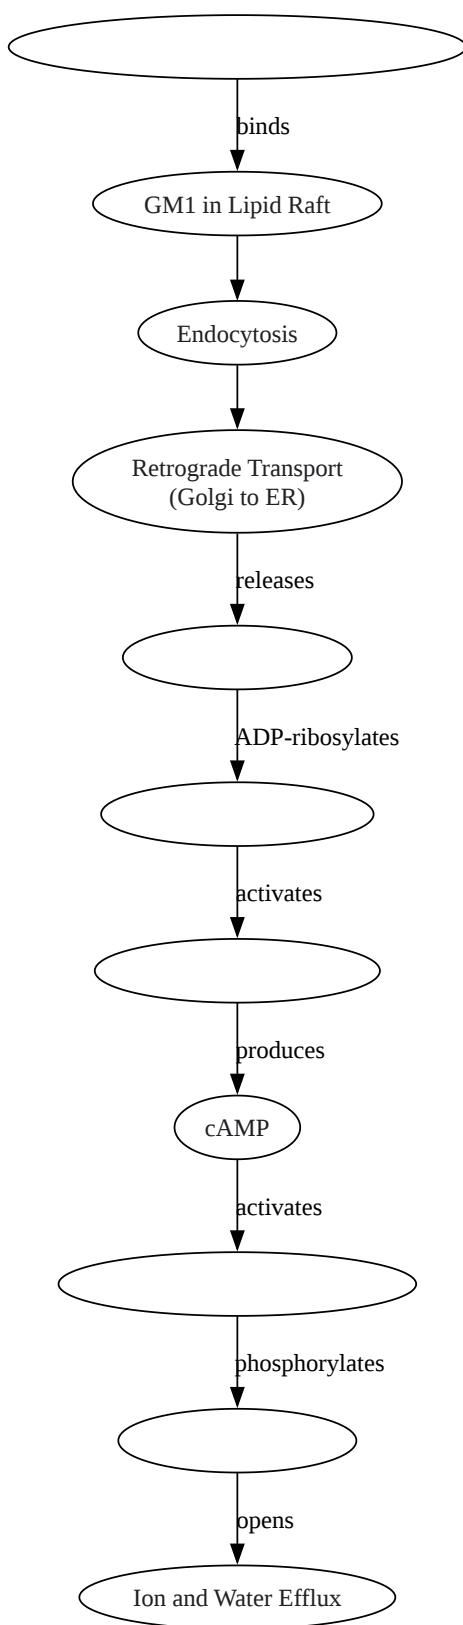 binds
GM1 in Lipid Raft
Endocytosis
Retrograde Transport
(Golgi to ER)
releases
ADP-ribosylates
activates
produces
cAMP
activates
phosphorylates
opens
Ion and Water Efflux